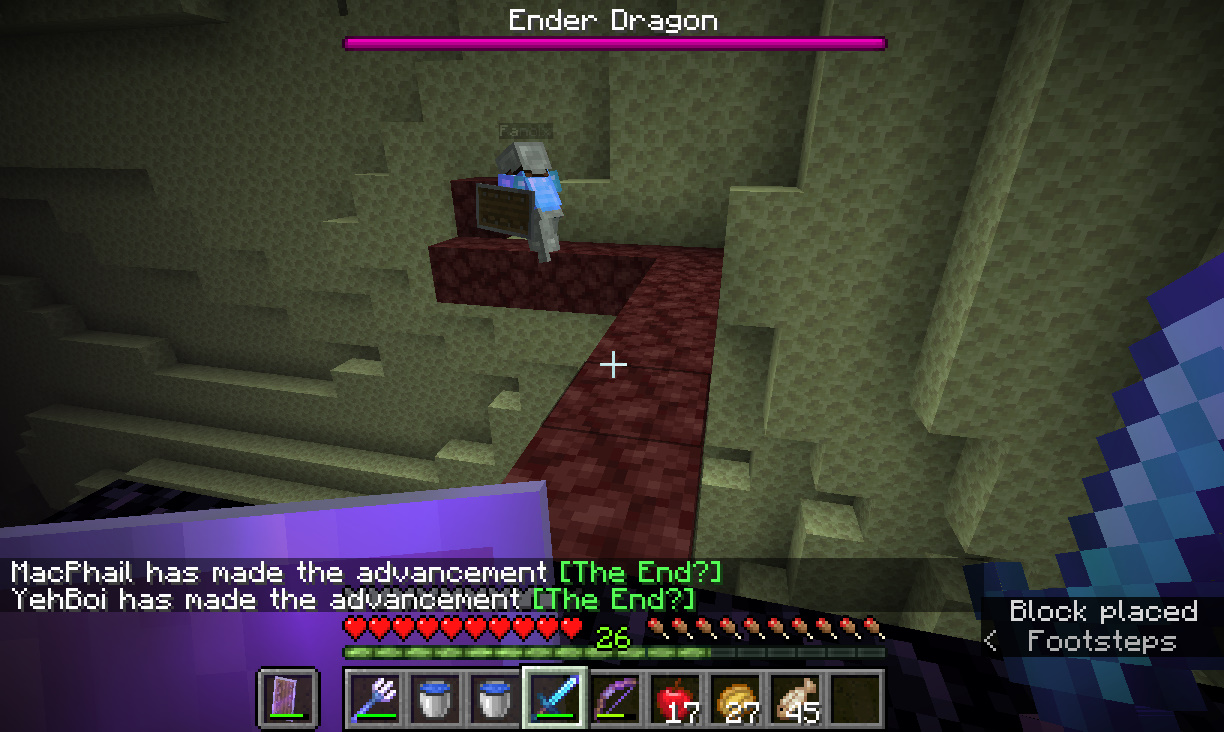 Ender Dragon
MacPhail has made the advancement [The End?]
YehBoi has made the advancement [The End?]
Block placed
< Footsteps
26
17
27
45